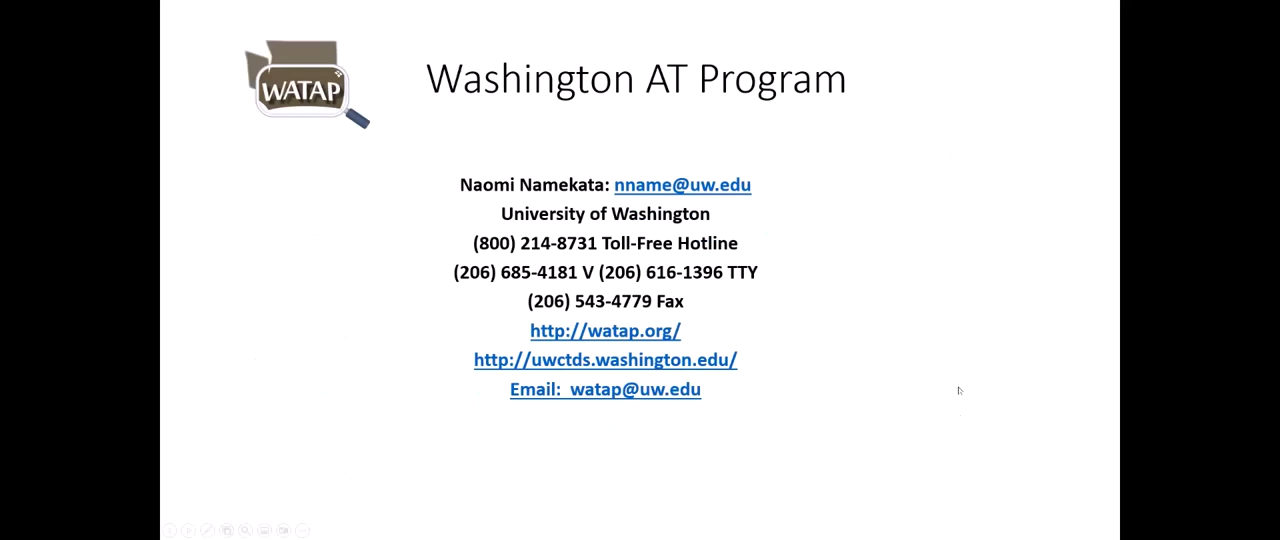 WATAP
Washington AT Program
Naomi Namekata: nname@uw.edu
University of Washington
(800) 214-8731 Toll-Free Hotline
(206) 685-4181 V (206) 616-1396 TTY
(206) 543-4779 Fax
http://watap.org/
http://uwctds.washington.edu/
Email:  watap@uw.edu